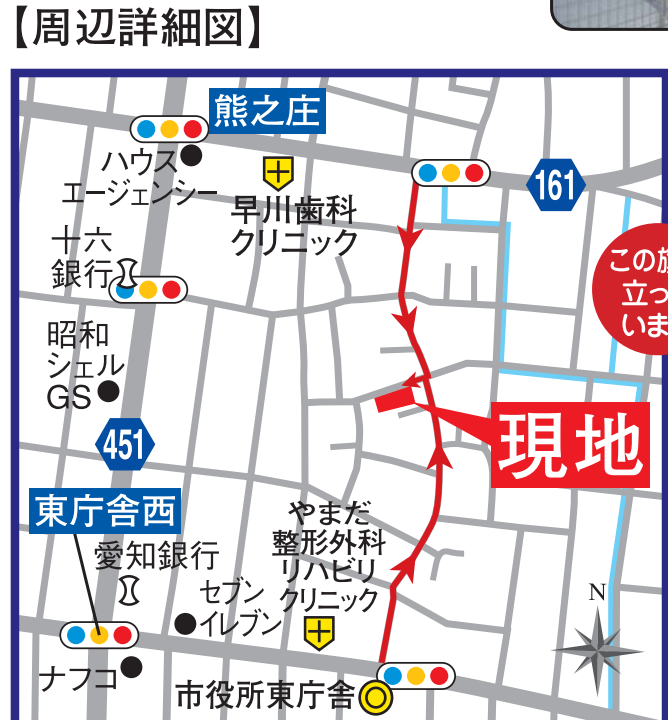 【周辺詳細図】
熊之庄
ハウス
エージェンシー
早川歯科
クリニック
161
十六
銀行
この旗
立っ
いま
昭和
シェル
GS
451
現地
東庁舎西
愛知銀行
やまだ
整形外科
リハビリ
クリニック
セブン
イレブン
N
ナフコ
市役所東庁舎